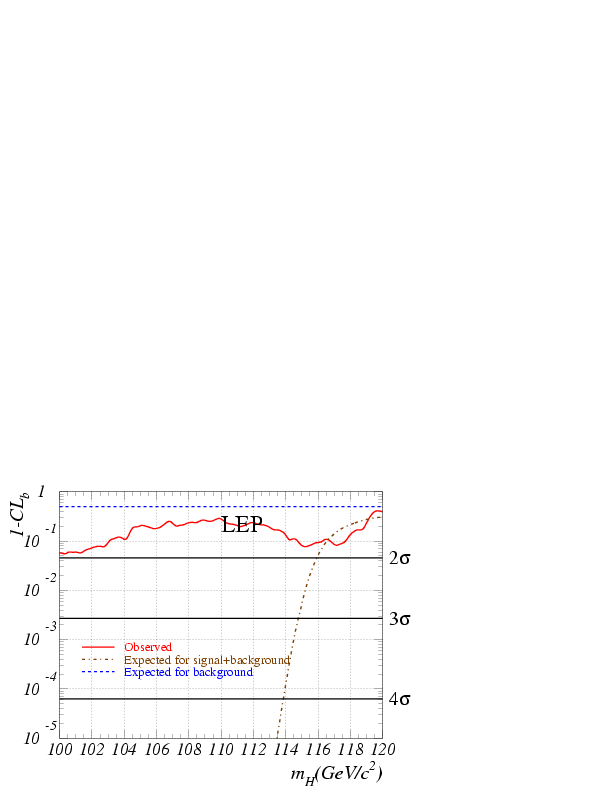 1-CL_b
1
10^-1
10^-2
10^-3
10^-4
10^-5
LEP
2σ
3σ
4σ
Observed
Expected for signal+background
Expected for background
100 102 104 106 108 110 112 114 116 118 120
m_H(GeV/c^2)